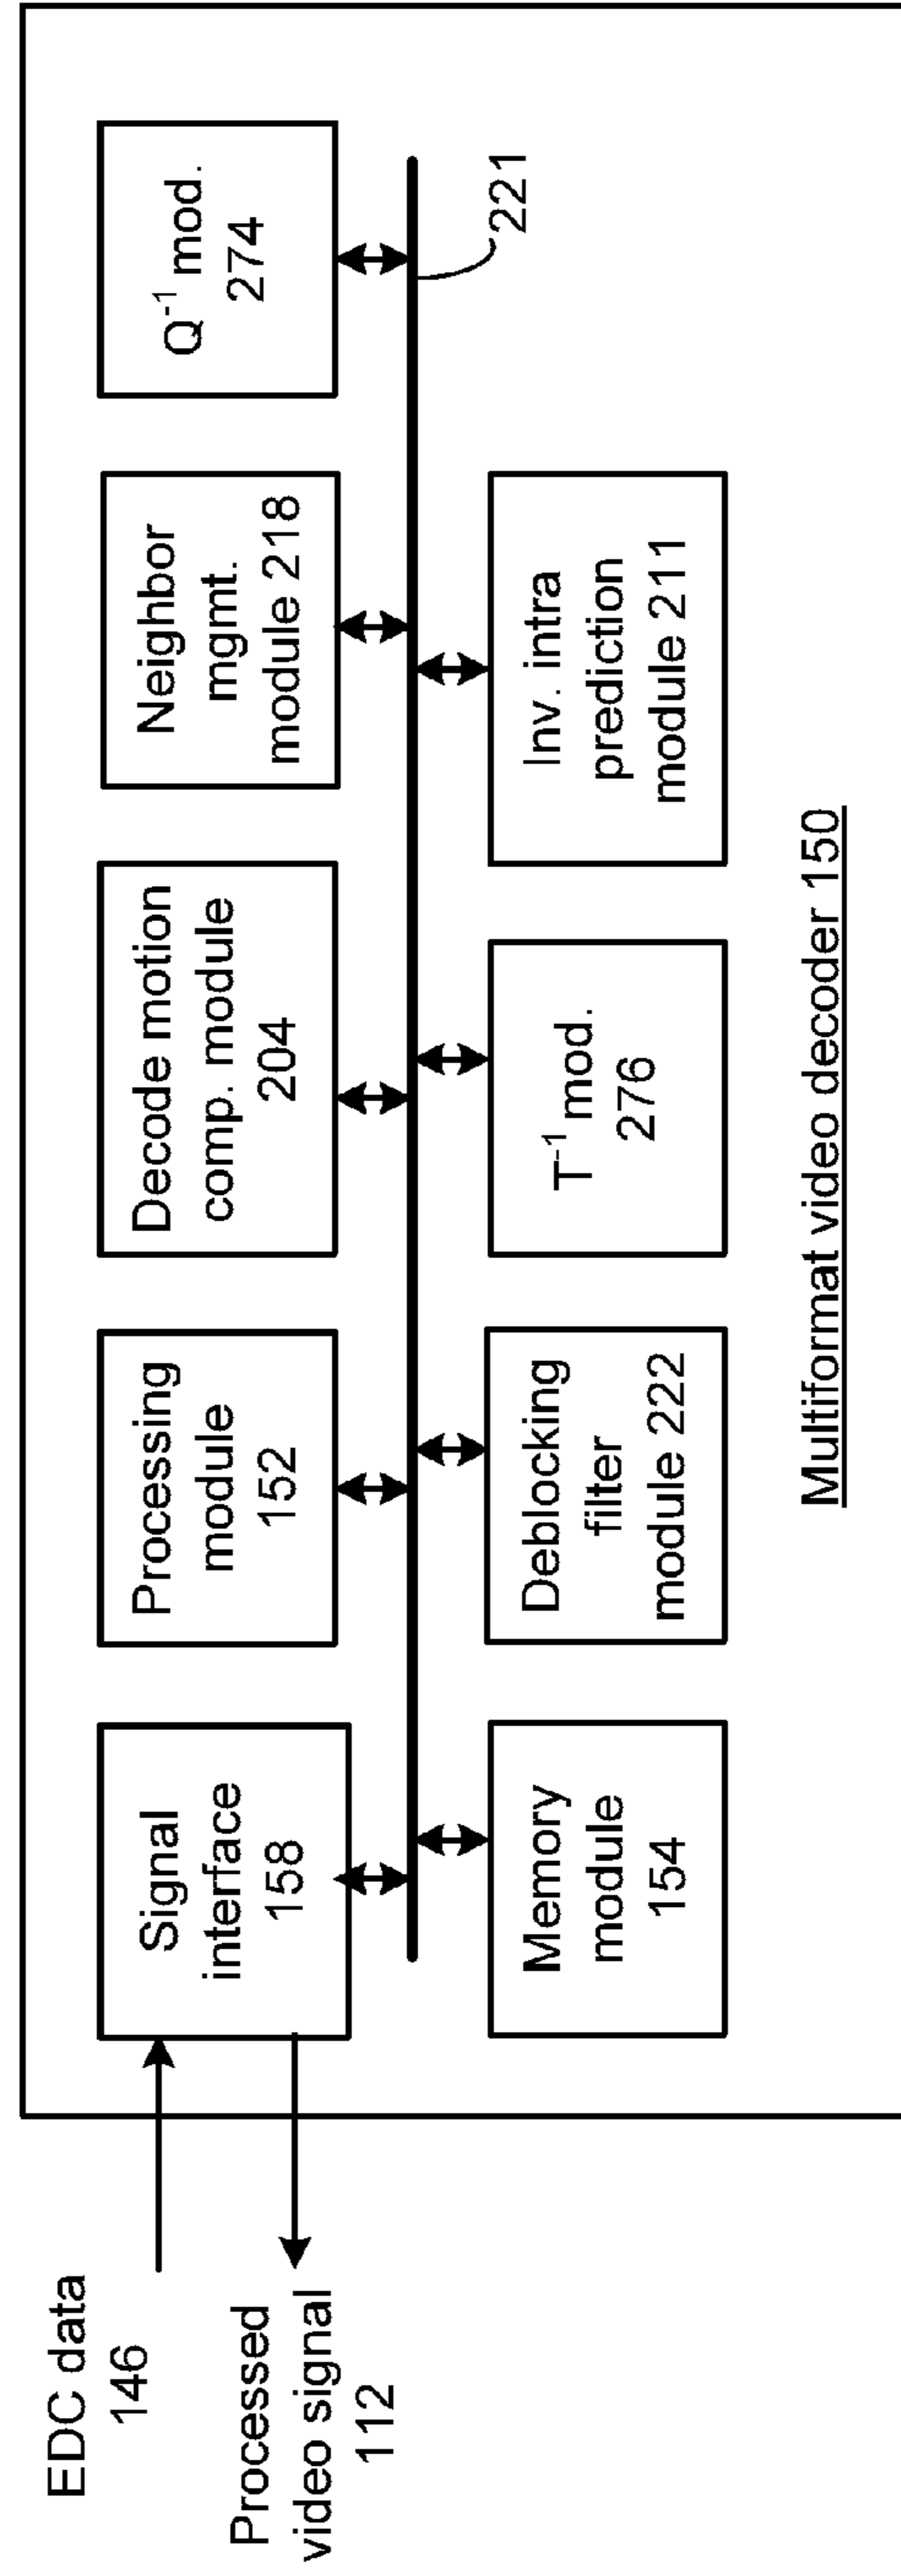 EDC data
146
Processed
video signal
112
Signal
interface
158
Processing
module
152
Decode motion
comp. module
204
Neighbor
mgmt.
module 218
Q⁻¹ mod.
274
221
Memory
module
154
Deblocking
filter
module 222
T⁻¹ mod.
276
Inv. intra
prediction
module 211
Multiformat video decoder 150